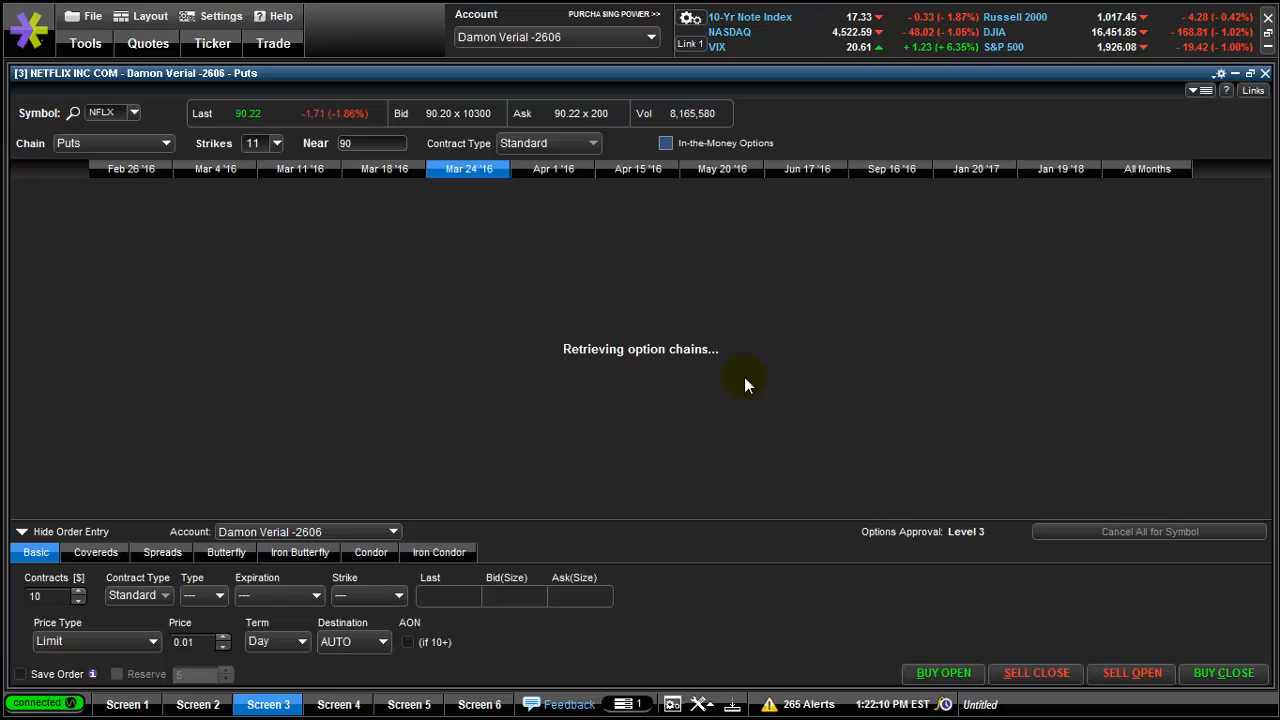 File Layout Settings Help
Tools Quotes Ticker Trade
Account PURCHASING POWER >>
Damon Verial -2606
Link 1
10-Yr Note Index 17.33 - 0.33 (- 1.87%) Russell 2000 1,017.45 - 4.28 (- 0.42%)
NASDAQ 4,522.59 - 48.02 (- 1.05%) DJIA 16,451.85 - 168.81 (- 1.02%)
VIX 20.61 + 1.23 (+ 6.35%) S&P 500 1,926.08 - 19.42 (- 1.00%)
[3] NETFLIX INC COM - Damon Verial -2606 - Puts
? Links
Symbol: NFLX Last 90.22 -1.71 (-1.86%) Bid 90.20 x 10300 Ask 90.22 x 200 Vol 8,165,580
Chain Puts Strikes 11 Near 90 Contract Type Standard In-the-Money Options
Feb 26 '16 Mar 4 '16 Mar 11 '16 Mar 18 '16 Mar 24 '16 Apr 1 '16 Apr 15 '16 May 20 '16 Jun 17 '16 Sep 16 '16 Jan 20 '17 Jan 19 '18 All Months
Retrieving option chains...
Hide Order Entry Account: Damon Verial -2606 Options Approval: Level 3 Cancel All for Symbol
Basic Covereds Spreads Butterfly Iron Butterfly Condor Iron Condor
Contracts [$] Contract Type Type Expiration Strike Last Bid(Size) Ask(Size)
10 Standard --- --- ---
Price Type Price Term Destination AON
Limit 0.01 Day AUTO (if 10+)
Save Order Reserve 5 BUY OPEN SELL CLOSE SELL OPEN BUY CLOSE
connected Screen 1 Screen 2 Screen 3 Screen 4 Screen 5 Screen 6 Feedback 1 265 Alerts 1:22:10 PM EST Untitled